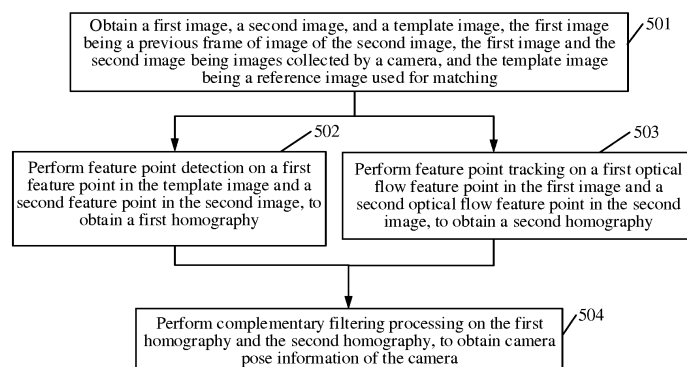 Obtain a first image, a second image, and a template image, the first image
being a previous frame of image of the second image, the first image and the
second image being images collected by a camera, and the template image
being a reference image used for matching
501
502
Perform feature point detection on a first
feature point in the template image and a
second feature point in the second image, to
obtain a first homography
503
Perform feature point tracking on a first optical
flow feature point in the first image and a
second optical flow feature point in the second
image, to obtain a second homography
Perform complementary filtering processing on the first
homography and the second homography, to obtain camera
pose information of the camera
504